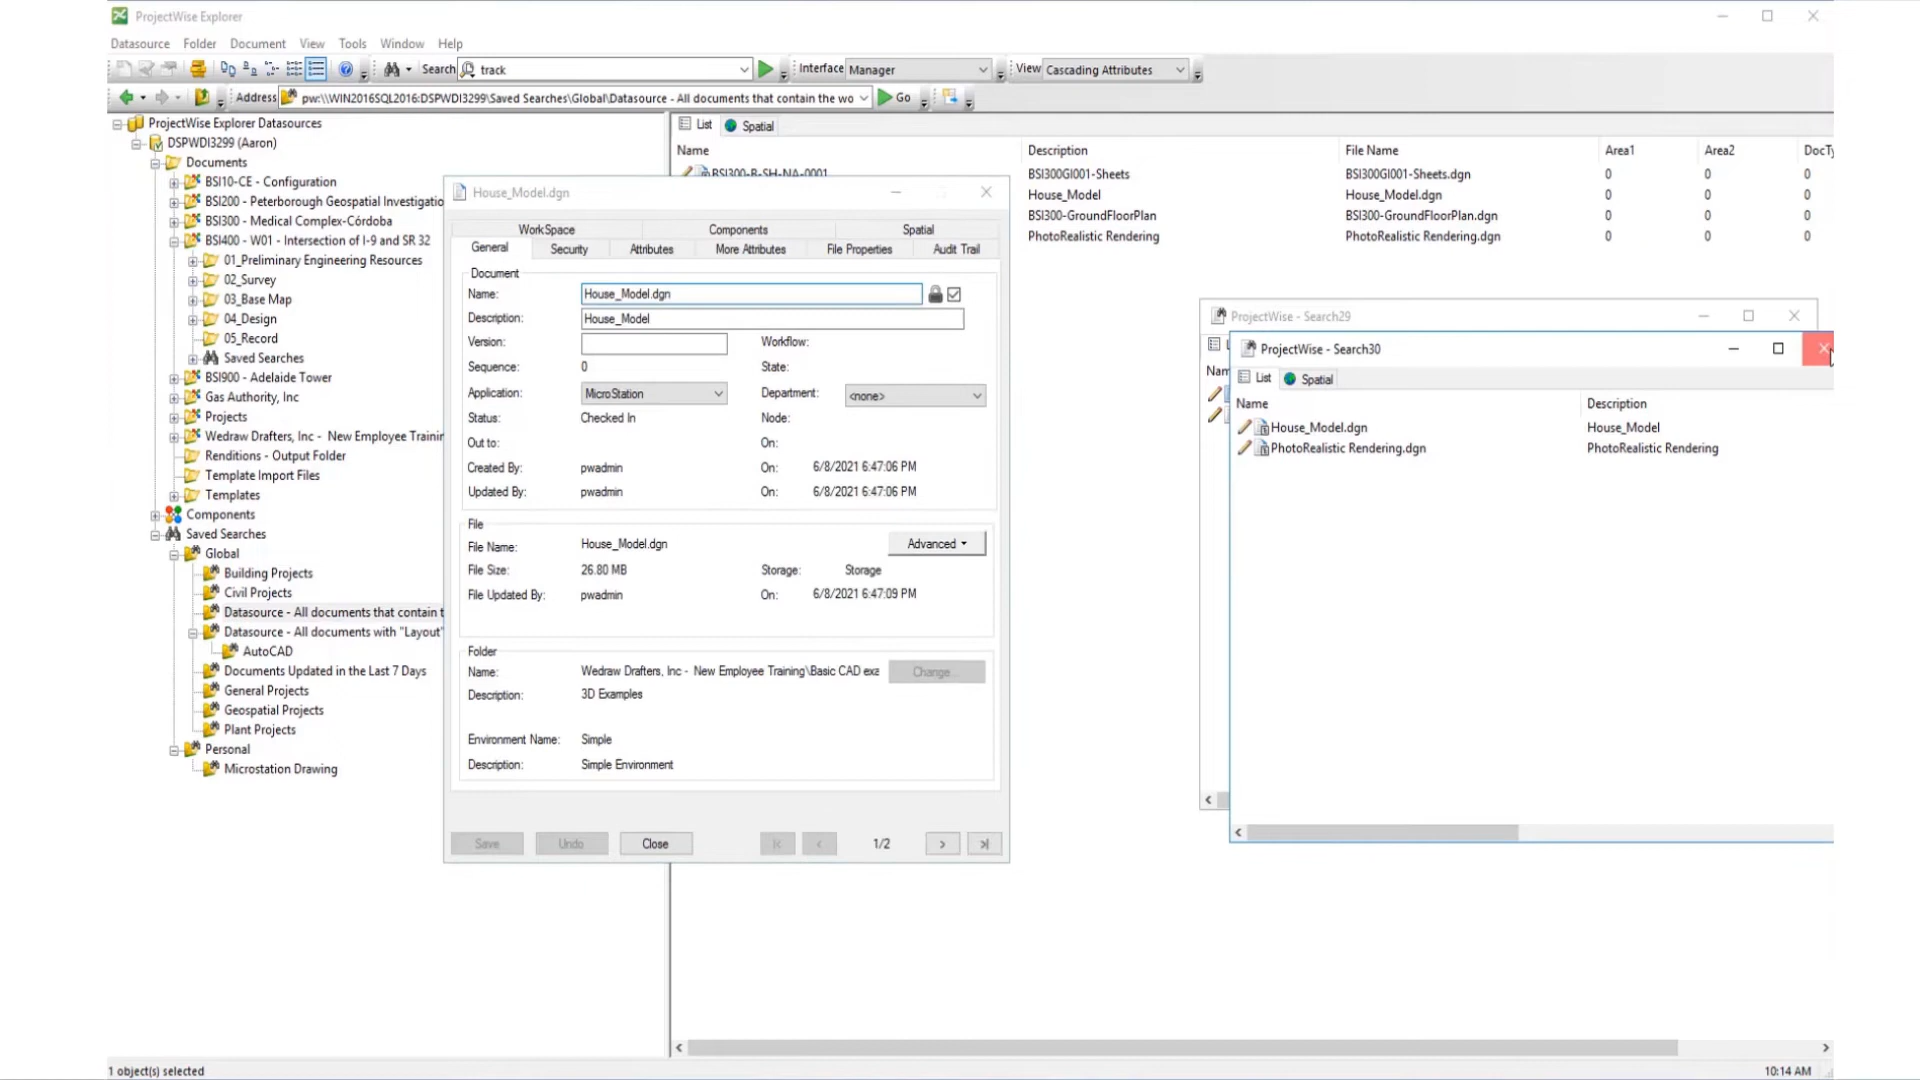 ProjectWise Explorer
Datasource Folder Document View Tools Window Help
Search track Interface Manager View Cascading Attributes
Address pw:\\WIN2016SQL2016:DSPWDI3299\Saved Searches\Global\Datasource - All documents that contain the wo Go
ProjectWise Explorer Datasources
DSPWDI3299 (Aaron)
Documents
BSI10-CE - Configuration
BSI200 - Peterborough Geospatial Investigatio
BSI300 - Medical Complex-Córdoba
BSI400 - W01 - Intersection of I-9 and SR 32
01_Preliminary Engineering Resources
02_Survey
03_Base Map
04_Design
05_Record
Saved Searches
BSI900 - Adelaide Tower
Gas Authority, Inc
Projects
Wedraw Drafters, Inc - New Employee Trainir
Renditions - Output Folder
Template Import Files
Templates
Components
Saved Searches
Global
Building Projects
Civil Projects
Datasource - All documents that contain t
Datasource - All documents with "Layout"
AutoCAD
Documents Updated in the Last 7 Days
General Projects
Geospatial Projects
Plant Projects
Personal
Microstation Drawing
List Spatial
Name Description File Name Area1 Area2 DocTy
BSI300-B-SH-NA-0001 BSI300GI001-Sheets BSI300GI001-Sheets.dgn 0 0 0
House_Model House_Model.dgn 0 0 0
BSI300-GroundFloorPlan BSI300-GroundFloorPlan.dgn 0 0 0
PhotoRealistic Rendering PhotoRealistic Rendering.dgn 0 0 0
House_Model.dgn
WorkSpace Components Spatial
General Security Attributes More Attributes File Properties Audit Trail
Document
Name: House_Model.dgn
Description: House_Model
Version: Workflow:
Sequence: 0 State:
Application: MicroStation Department: <none>
Status: Checked In Node:
Out to: On:
Created By: pwadmin On: 6/8/2021 6:47:06 PM
Updated By: pwadmin On: 6/8/2021 6:47:06 PM
File
File Name: House_Model.dgn Advanced
File Size: 26.80 MB Storage: Storage
File Updated By: pwadmin On: 6/8/2021 6:47:09 PM
Folder
Name: Wedraw Drafters, Inc - New Employee Training\Basic CAD exa Change...
Description: 3D Examples
Environment Name: Simple
Description: Simple Environment
Save Undo Close 1/2
ProjectWise - Search29
ProjectWise - Search30
List Spatial
Name Description
House_Model.dgn House_Model
PhotoRealistic Rendering.dgn PhotoRealistic Rendering
1 object(s) selected 10:14 AM